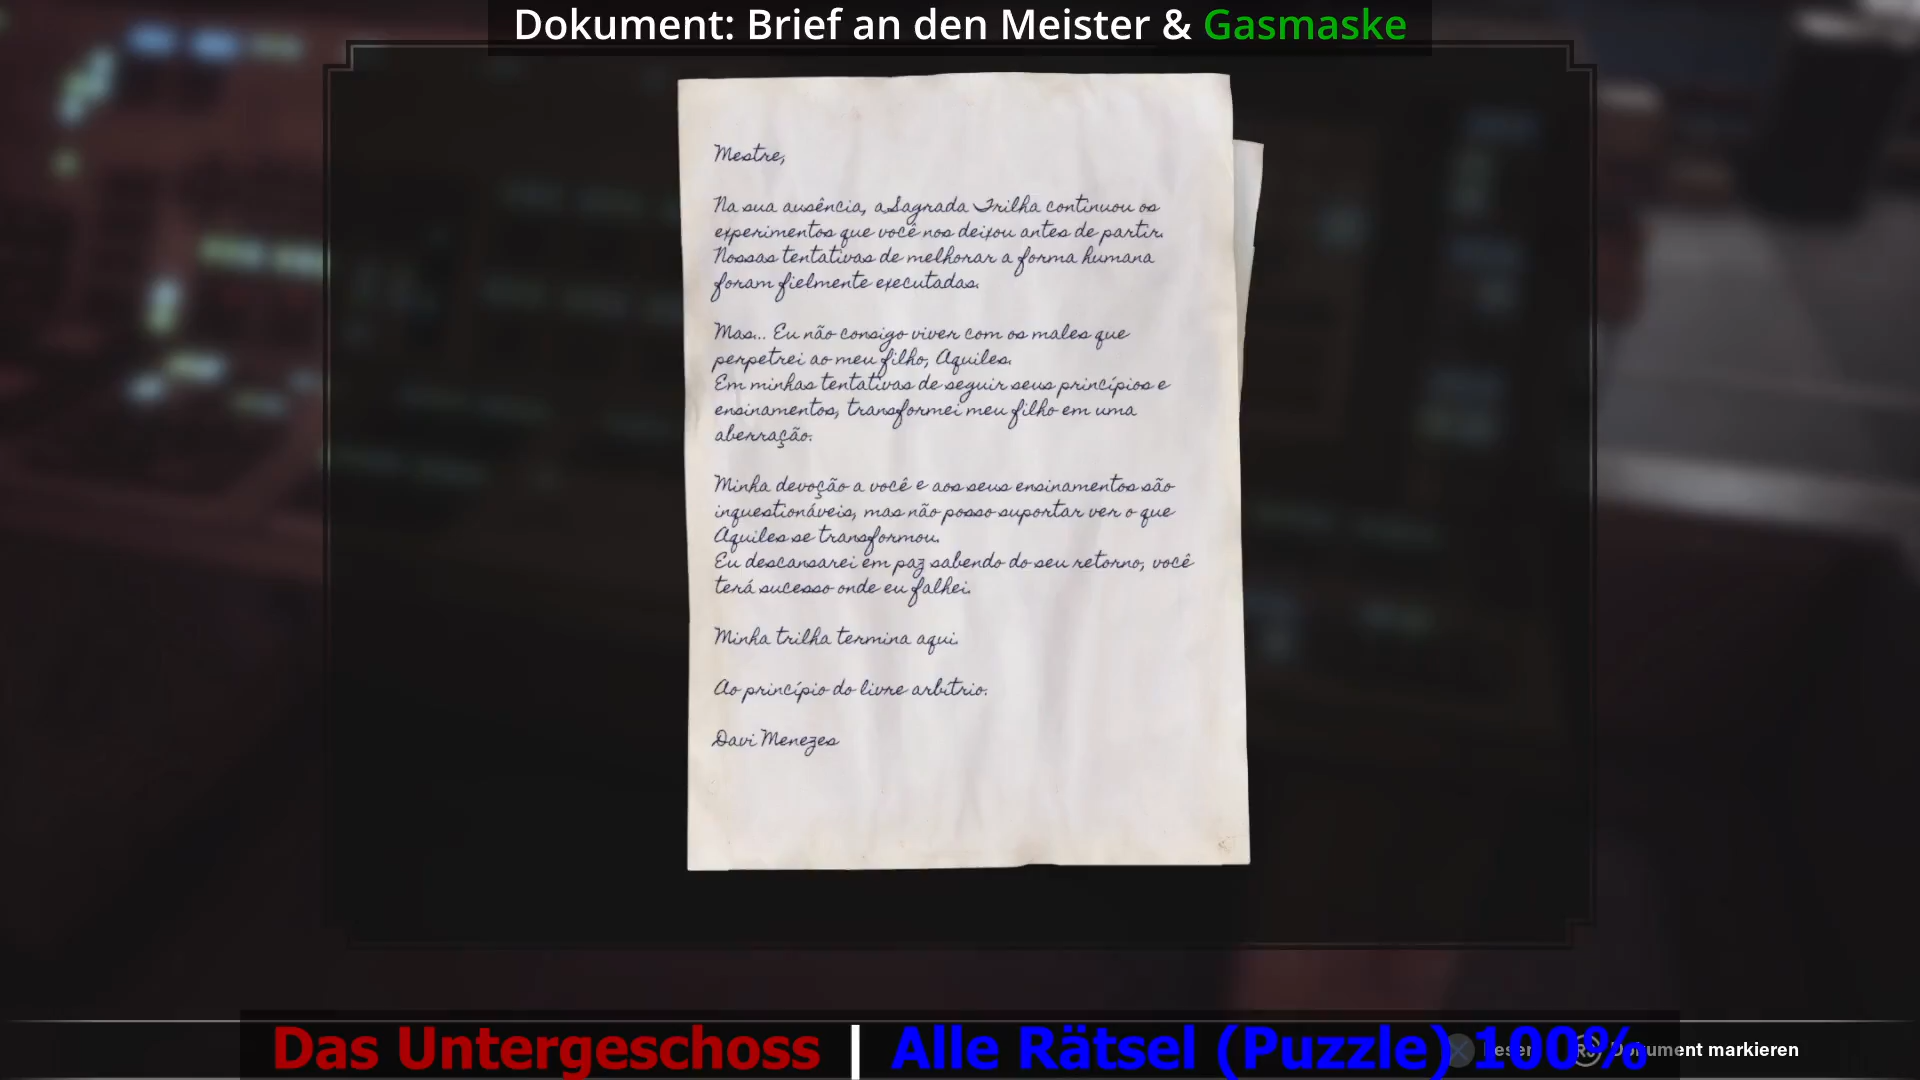 Dokument: Brief an den Meister & Gasmaske
Mestre,
Na sua ausência, a Sagrada Trilha continuou os
experimentos que você nos deixou antes de partir.
Nossas tentativas de melhorar a forma humana
foram fielmente executadas.
Mas... Eu não consigo viver com os males que
perpetrei ao meu filho, Aquiles.
Em minhas tentativas de seguir seus princípios e
ensinamentos, transformei meu filho em uma
aberração.
Minha devoção a você e aos seus ensinamentos são
inquestionáveis, mas não posso suportar ver o que
Aquiles se transformou.
Eu descansarei em paz sabendo do seu retorno, você
terá sucesso onde eu falhei.
Minha trilha termina aqui.
Ao princípio do livre arbítrio.
Davi Menezes
Das Untergeschoss | Alle Rätsel (Puzzle) 100%
Lesen Dokument markieren